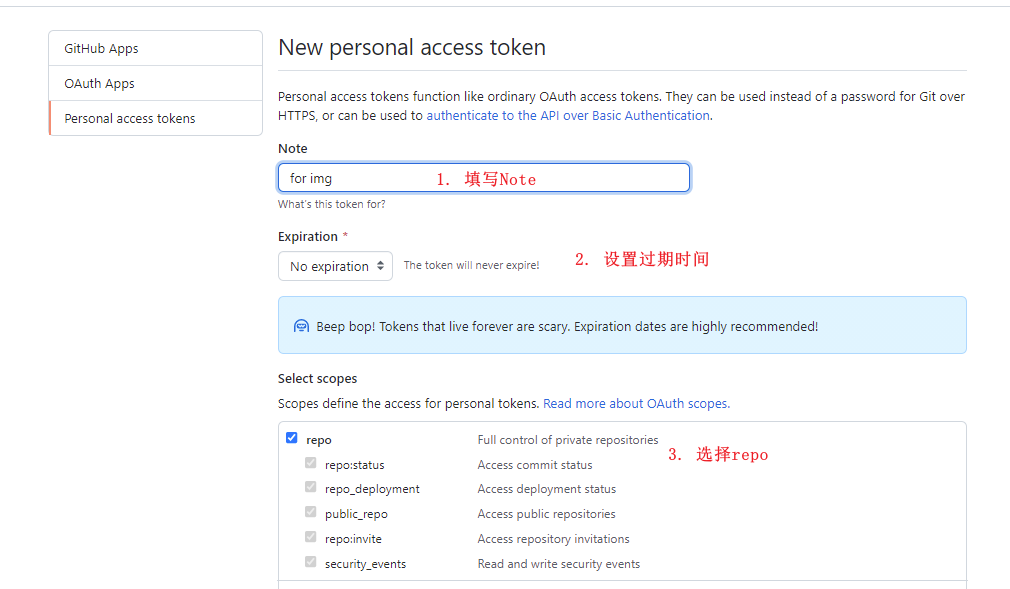 GitHub Apps
OAuth Apps
Personal access tokens
New personal access token
Personal access tokens function like ordinary OAuth access tokens. They can be used instead of a password for Git over
HTTPS, or can be used to authenticate to the API over Basic Authentication.
Note
for img
1. 填写Note
What's this token for?
Expiration *
No expiration
The token will never expire!
2. 设置过期时间
Beep bop! Tokens that live forever are scary. Expiration dates are highly recommended!
Select scopes
Scopes define the access for personal tokens. Read more about OAuth scopes.
repo Full control of private repositories
3. 选择repo
repo:status Access commit status
repo_deployment Access deployment status
public_repo Access public repositories
repo:invite Access repository invitations
security_events Read and write security events